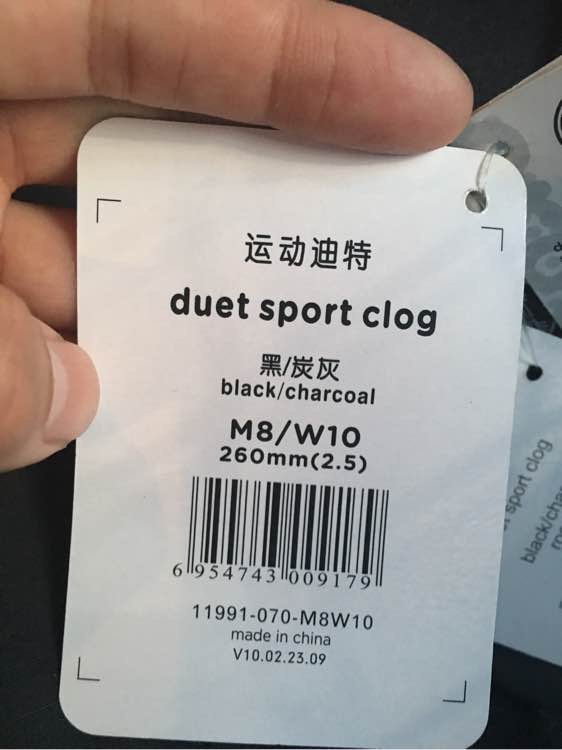 运动迪特
duet sport clog
黑/炭灰
black/charcoal
M8/W10
260mm(2.5)
6 954743 009179
11991-070-M8W10
made in china
V10.02.23.09
sport clog